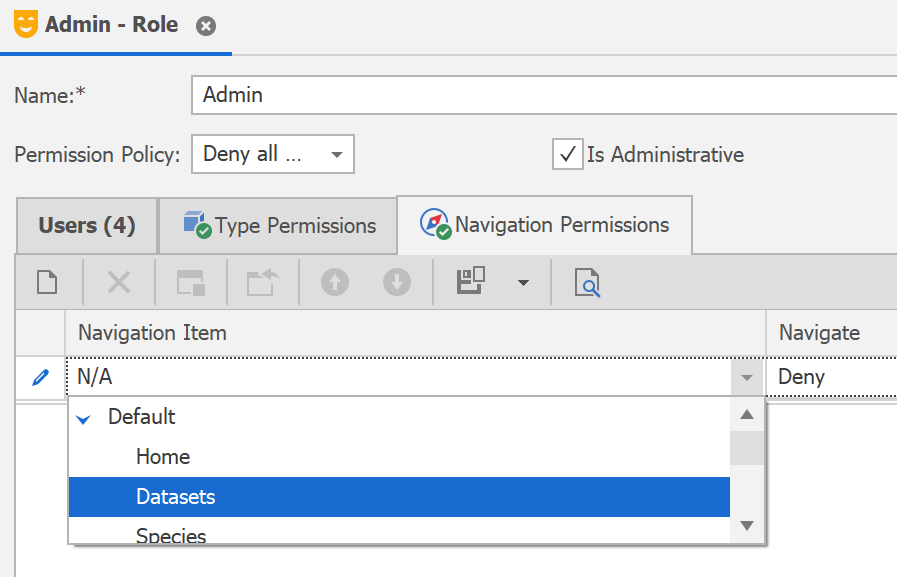 Admin - Role
Name:*
Admin
Permission Policy:
Deny all ...
Is Administrative
Users (4)
Type Permissions
Navigation Permissions
Navigation Item
Navigate
N/A
Deny
Default
Home
Datasets
Species